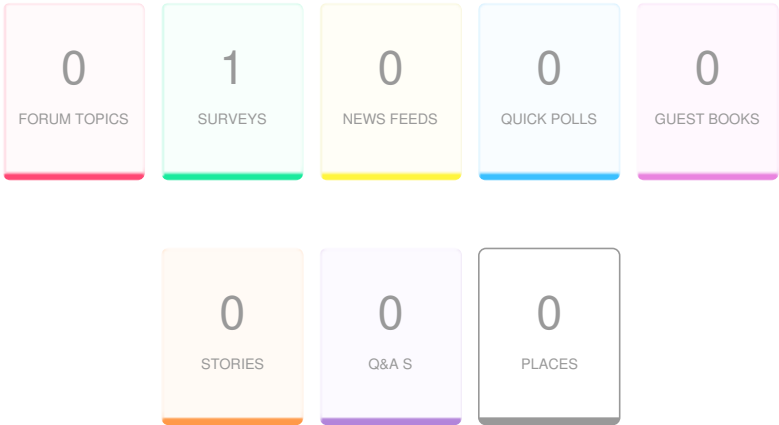 0
FORUM TOPICS
1
SURVEYS
0
NEWS FEEDS
0
QUICK POLLS
0
GUEST BOOKS
0
STORIES
0
Q&A S
0
PLACES